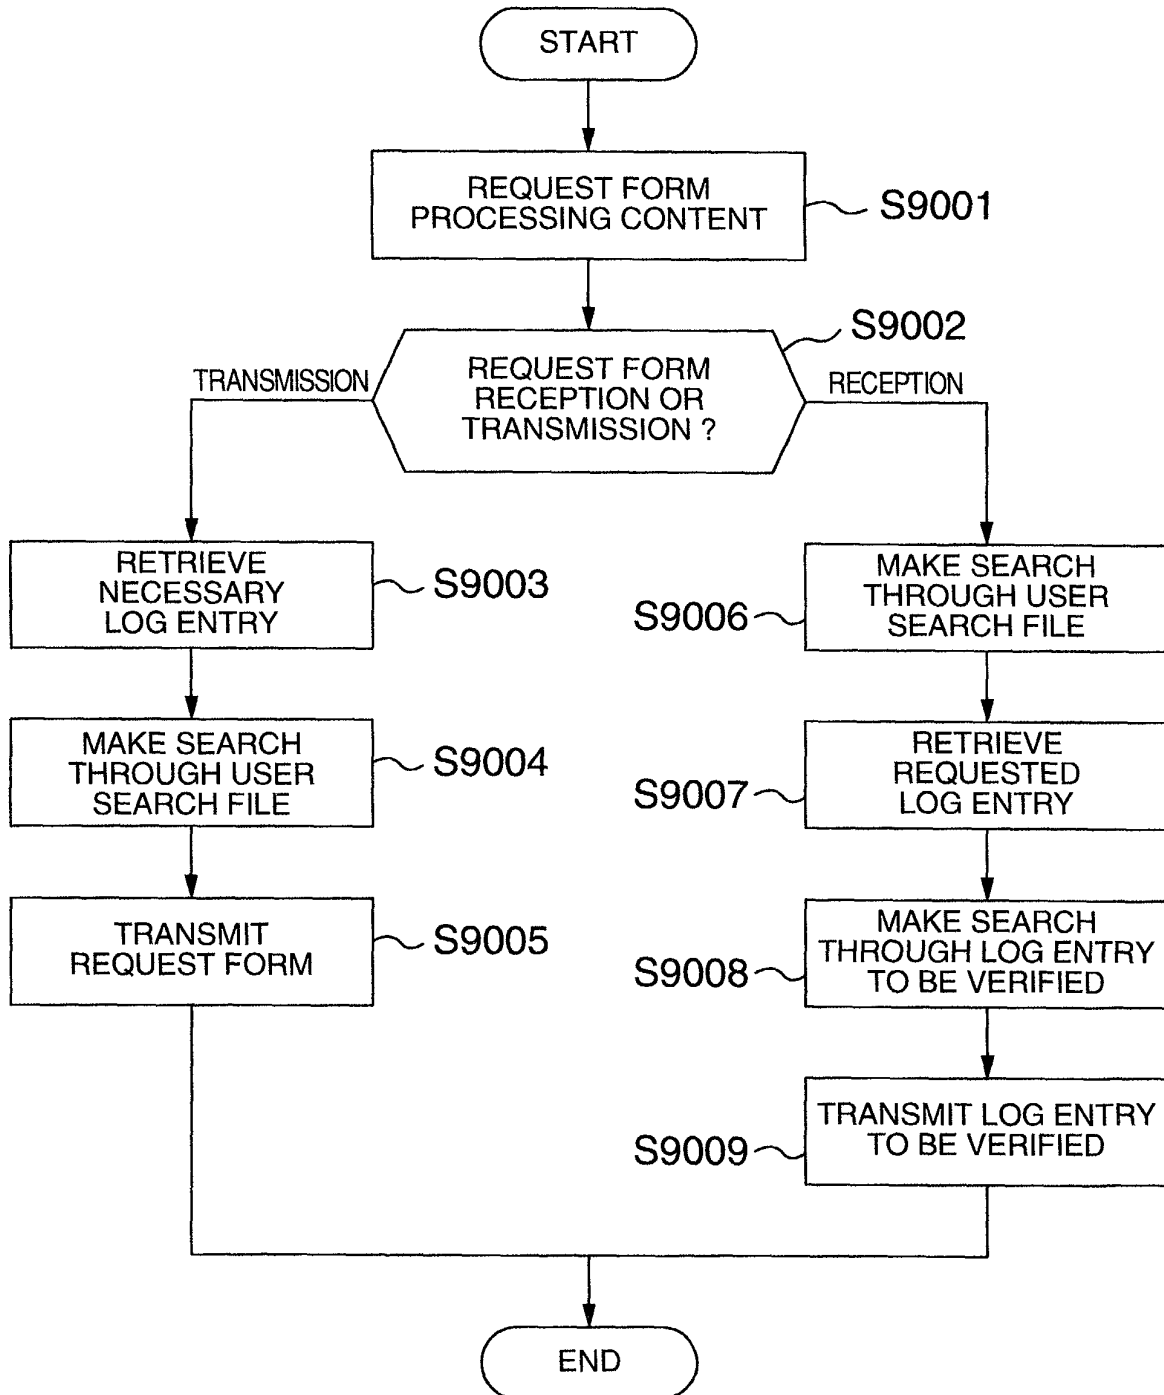 START
REQUEST FORM
PROCESSING CONTENT
S9001
S9002
REQUEST FORM
RECEPTION OR
TRANSMISSION ?
TRANSMISSION
RECEPTION
RETRIEVE
NECESSARY
LOG ENTRY
S9003
MAKE SEARCH
THROUGH USER
SEARCH FILE
S9004
TRANSMIT
REQUEST FORM
S9005
MAKE SEARCH
THROUGH USER
SEARCH FILE
S9006
RETRIEVE
REQUESTED
LOG ENTRY
S9007
MAKE SEARCH
THROUGH LOG ENTRY
TO BE VERIFIED
S9008
TRANSMIT LOG ENTRY
TO BE VERIFIED
S9009
END